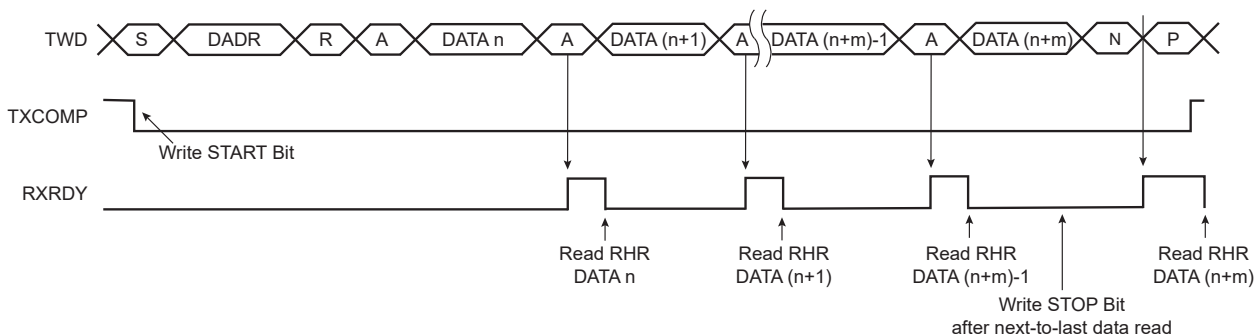 TWD S DADR R A DATA n A DATA (n+1) A DATA (n+m)-1 A DATA (n+m) N P
TXCOMP
Write START Bit
RXRDY
Read RHR
DATA n
Read RHR
DATA (n+1)
Read RHR
DATA (n+m)-1
Read RHR
DATA (n+m)
Write STOP Bit
after next-to-last data read